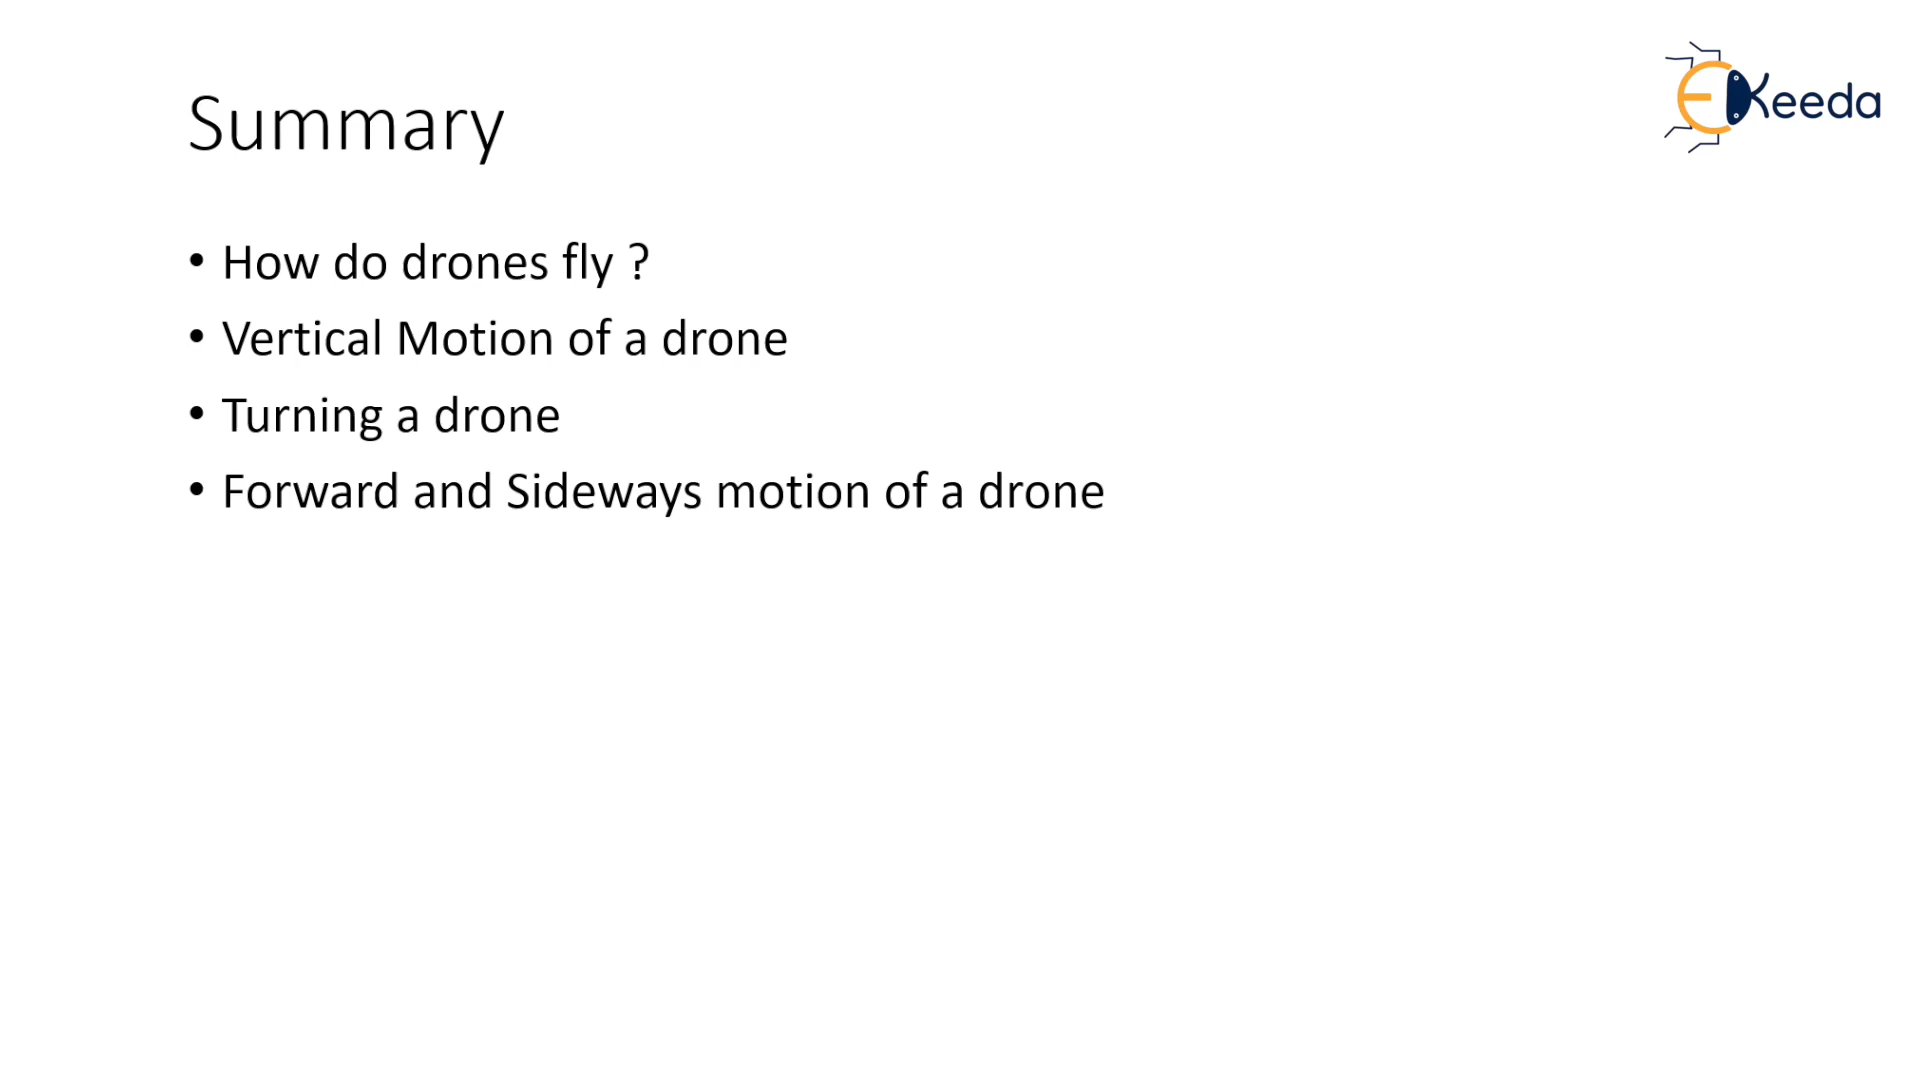 EKeeda
Summary
• How do drones fly ?
• Vertical Motion of a drone
• Turning a drone
• Forward and Sideways motion of a drone